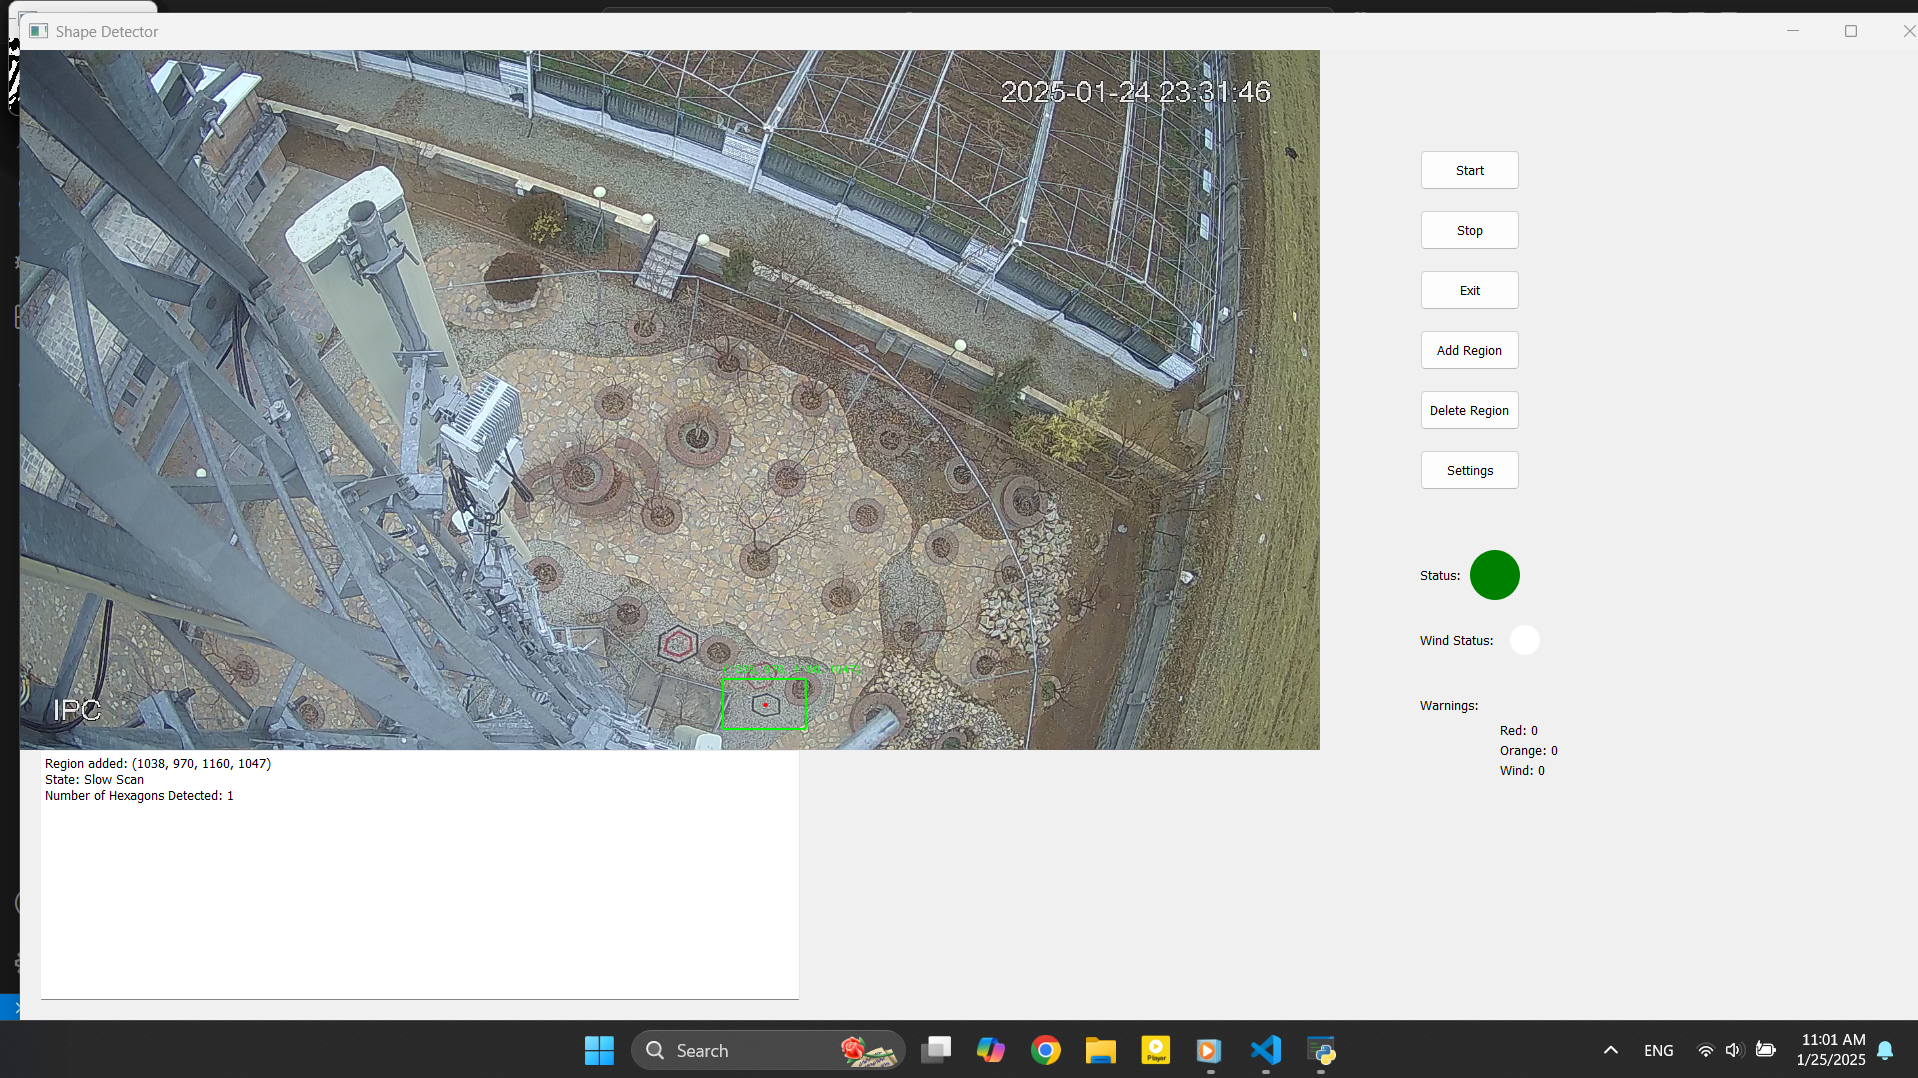 Shape Detector
2025-01-24 23:31:46
IPC
Start
Stop
Exit
Add Region
Delete Region
Settings
Status:
Wind Status:
Warnings:
Red: 0
Orange: 0
Wind: 0
Region added: (1038, 970, 1160, 1047)
State: Slow Scan
Number of Hexagons Detected: 1
Search
Player
ENG
11:01 AM
1/25/2025